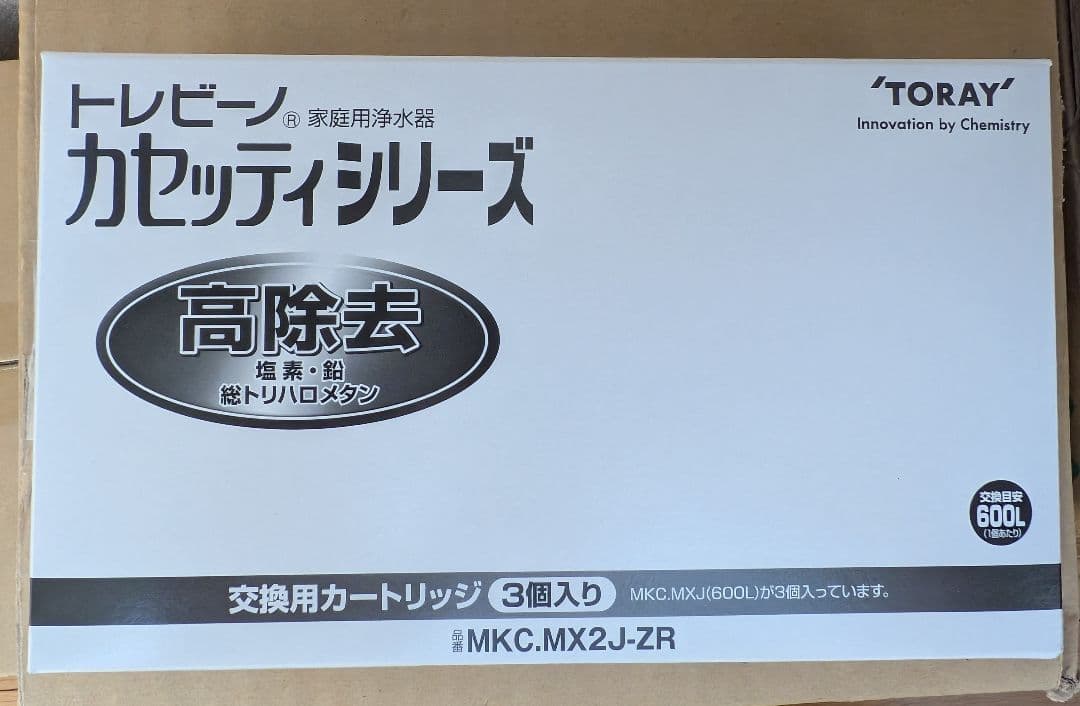 トレビーノ® 家庭用浄水器
カセッティシリーズ
'TORAY'
Innovation by Chemistry
高除去
塩素・鉛
総トリハロメタン
交換目安
600L
(1個あたり)
交換用カートリッジ 3個入り MKC.MXJ(600L)が3個入っています。
品番 MKC.MX2J-ZR